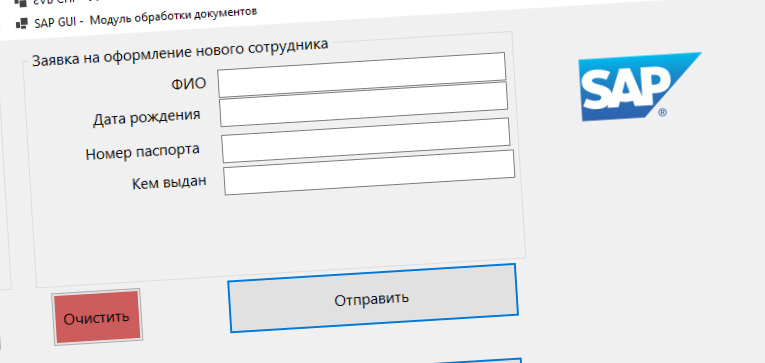 SAP GUI - Модуль обработки документов
Заявка на оформление нового сотрудника
ФИО
Дата рождения
Номер паспорта
Кем выдан
SAP ®
Очистить
Отправить